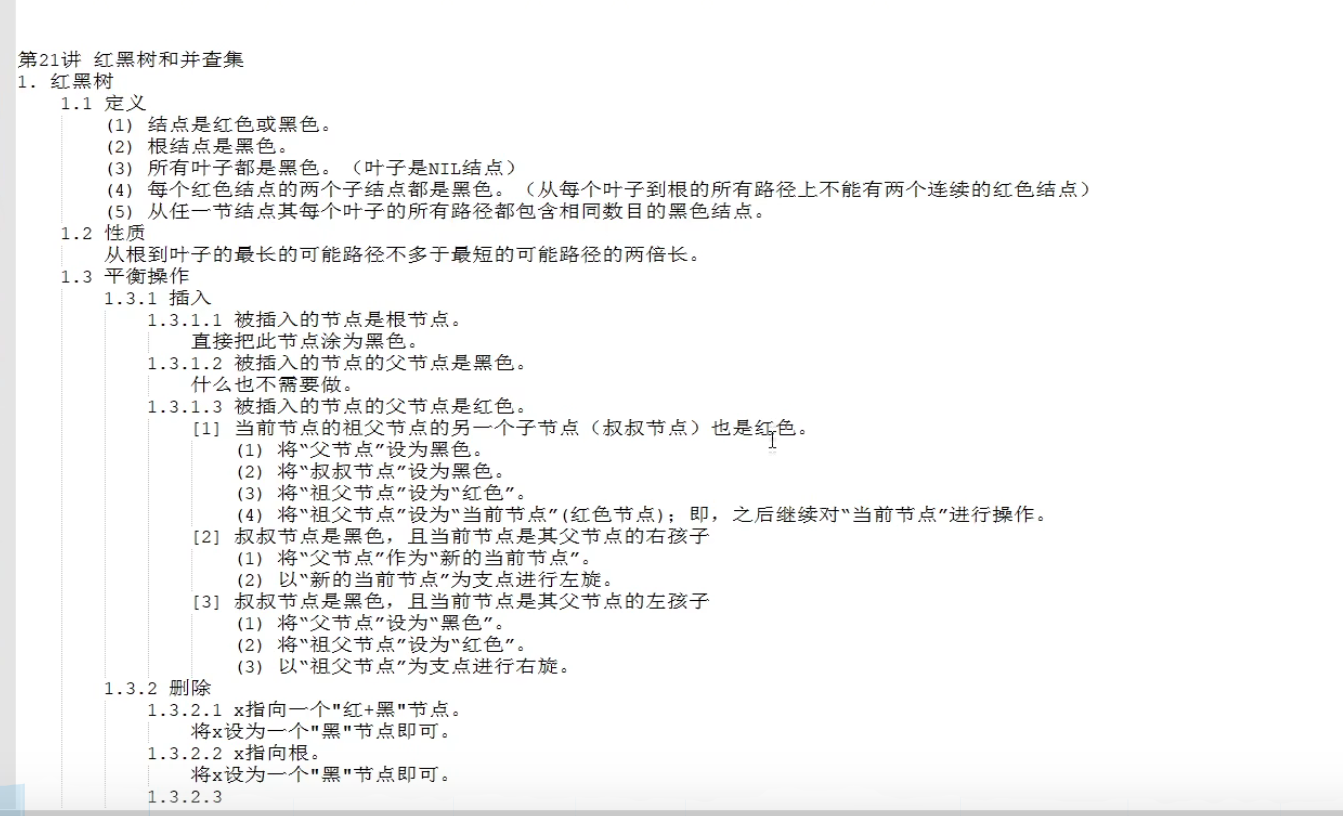 第21讲 红黑树和并查集
1. 红黑树
1.1 定义
(1) 结点是红色或黑色。
(2) 根结点是黑色。
(3) 所有叶子都是黑色。（叶子是NIL结点）
(4) 每个红色结点的两个子结点都是黑色。（从每个叶子到根的所有路径上不能有两个连续的红色结点）
(5) 从任一节结点其每个叶子的所有路径都包含相同数目的黑色结点。
1.2 性质
从根到叶子的最长的可能路径不多于最短的可能路径的两倍长。
1.3 平衡操作
1.3.1 插入
1.3.1.1 被插入的节点是根节点。
直接把此节点涂为黑色。
1.3.1.2 被插入的节点的父节点是黑色。
什么也不需要做。
1.3.1.3 被插入的节点的父节点是红色。
[1] 当前节点的祖父节点的另一个子节点（叔叔节点）也是红色。
(1) 将“父节点”设为黑色。
(2) 将“叔叔节点”设为黑色。
(3) 将“祖父节点”设为“红色”。
(4) 将“祖父节点”设为“当前节点”(红色节点)；即，之后继续对“当前节点”进行操作。
[2] 叔叔节点是黑色，且当前节点是其父节点的右孩子
(1) 将“父节点”作为“新的当前节点”。
(2) 以“新的当前节点”为支点进行左旋。
[3] 叔叔节点是黑色，且当前节点是其父节点的左孩子
(1) 将“父节点”设为“黑色”。
(2) 将“祖父节点”设为“红色”。
(3) 以“祖父节点”为支点进行右旋。
1.3.2 删除
1.3.2.1 x指向一个"红+黑"节点。
将x设为一个"黑"节点即可。
1.3.2.2 x指向根。
将x设为一个"黑"节点即可。
1.3.2.3